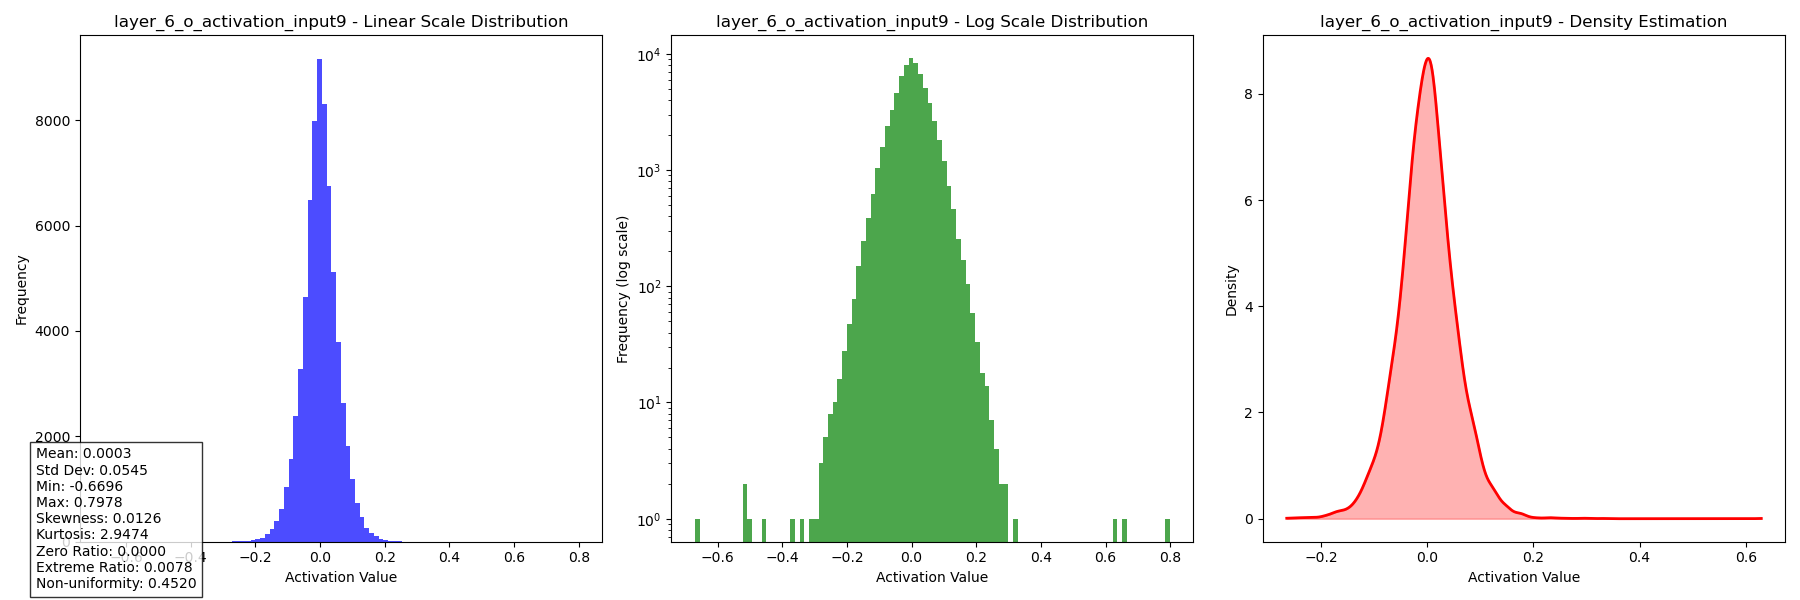 layer_6_o_activation_input9 - Linear Scale Distribution
8000
6000
4000
2000
Frequency
−0.4
−0.2
0.0
0.2
0.4
0.6
0.8
Activation Value
Mean: 0.0003
Std Dev: 0.0545
Min: -0.6696
Max: 0.7978
Skewness: 0.0126
Kurtosis: 2.9474
Zero Ratio: 0.0000
Extreme Ratio: 0.0078
Non-uniformity: 0.4520
layer_6_o_activation_input9 - Log Scale Distribution
10⁴
10³
10²
10¹
10⁰
Frequency (log scale)
−0.6
−0.4
−0.2
0.0
0.2
0.4
0.6
0.8
Activation Value
layer_6_o_activation_input9 - Density Estimation
8
6
4
2
0
Density
−0.2
0.0
0.2
0.4
0.6
Activation Value